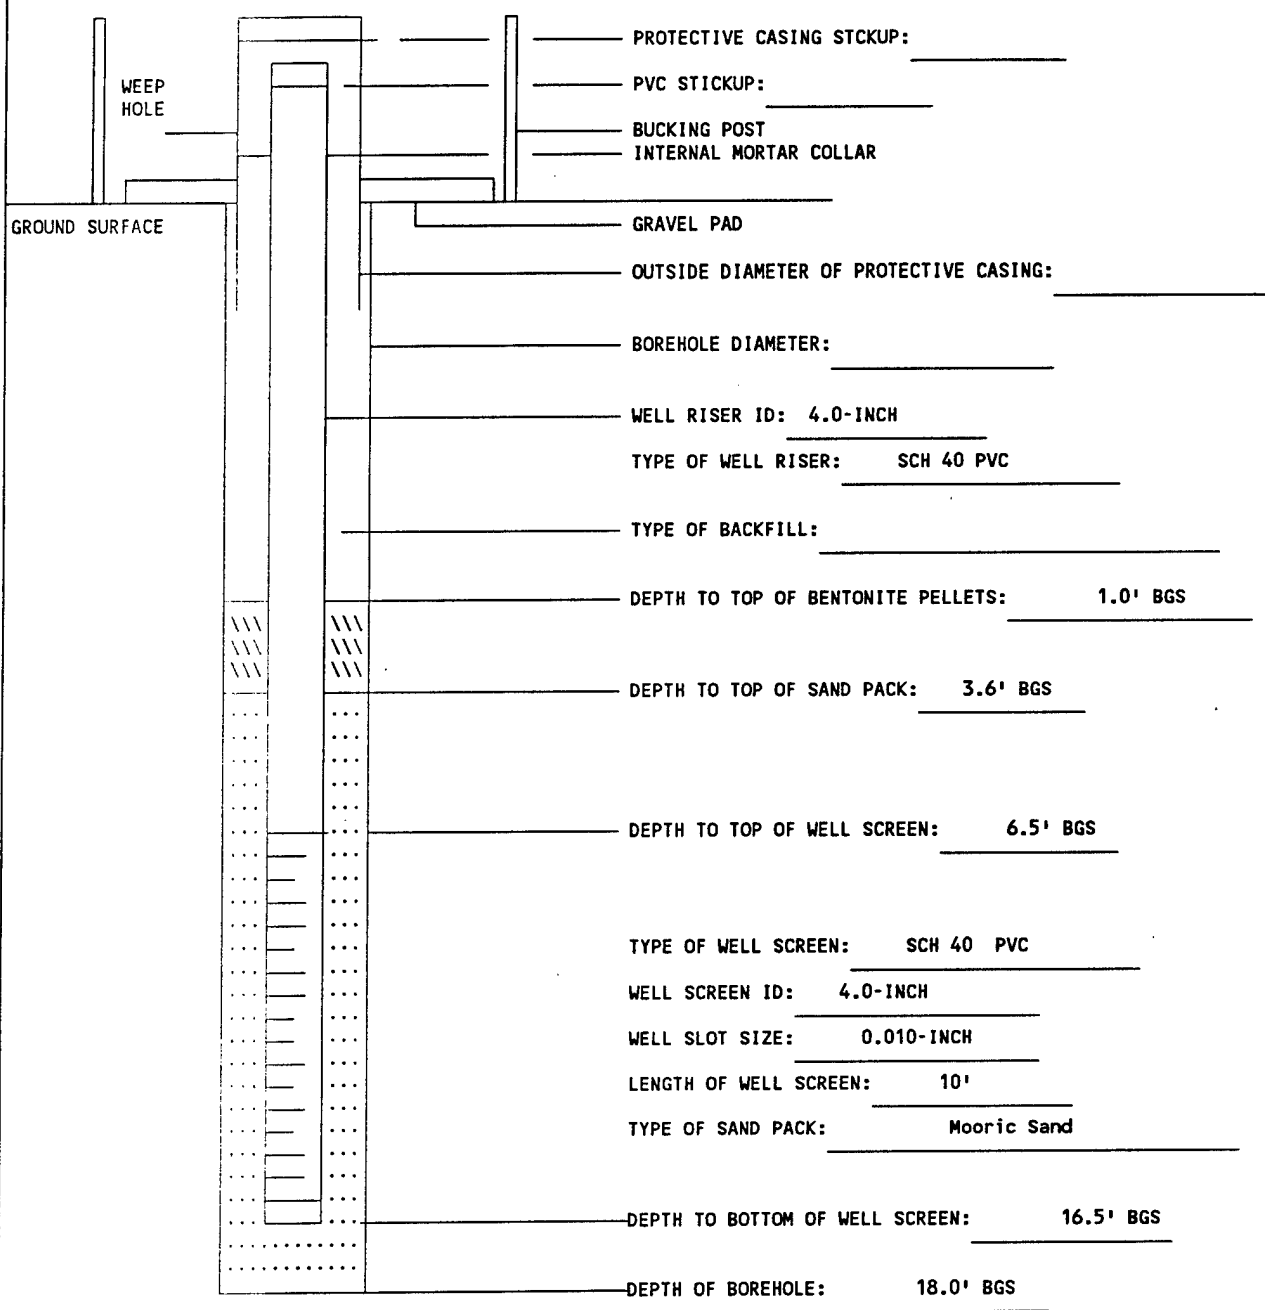 PROTECTIVE CASING STCKUP:
WEEP
HOLE
PVC STICKUP:
BUCKING POST
INTERNAL MORTAR COLLAR
GROUND SURFACE
GRAVEL PAD
OUTSIDE DIAMETER OF PROTECTIVE CASING:
BOREHOLE DIAMETER:
WELL RISER ID: 4.0-INCH
TYPE OF WELL RISER: SCH 40 PVC
TYPE OF BACKFILL:
DEPTH TO TOP OF BENTONITE PELLETS: 1.0' BGS
DEPTH TO TOP OF SAND PACK: 3.6' BGS
DEPTH TO TOP OF WELL SCREEN: 6.5' BGS
TYPE OF WELL SCREEN: SCH 40 PVC
WELL SCREEN ID: 4.0-INCH
WELL SLOT SIZE: 0.010-INCH
LENGTH OF WELL SCREEN: 10'
TYPE OF SAND PACK: Mooric Sand
DEPTH TO BOTTOM OF WELL SCREEN: 16.5' BGS
DEPTH OF BOREHOLE: 18.0' BGS